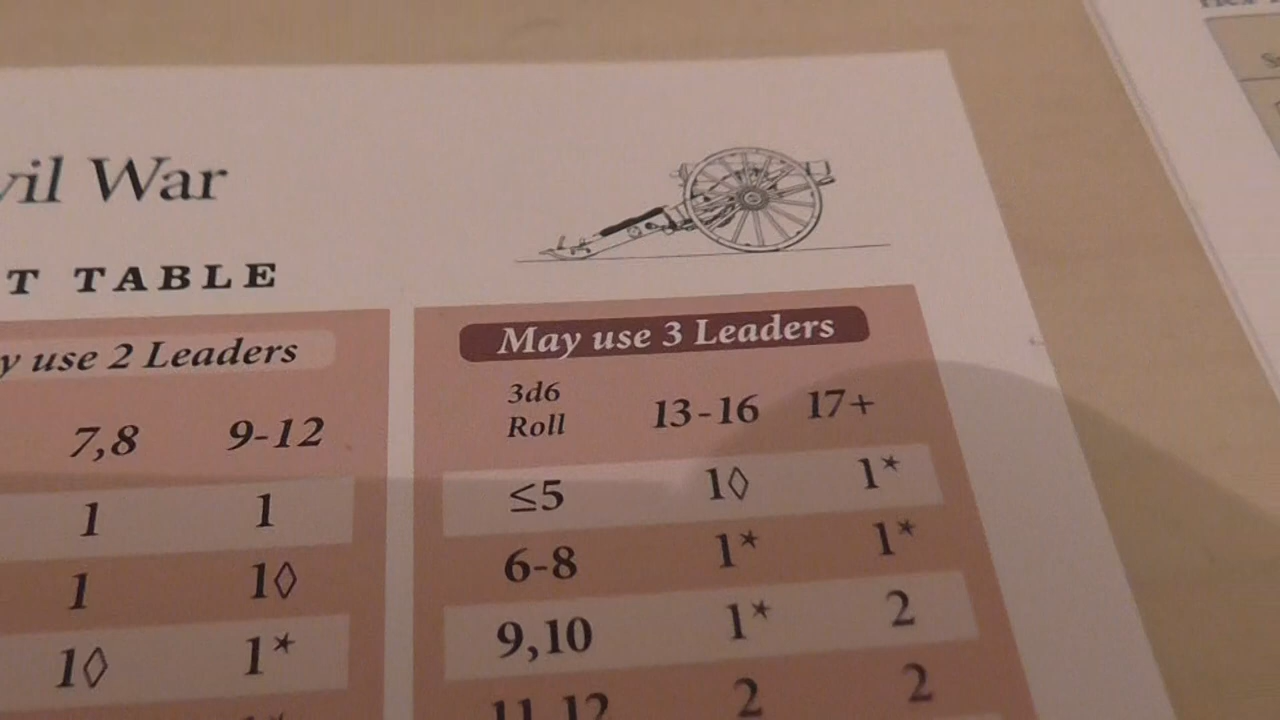 vil War
T TABLE
y use 2 Leaders
7,8 9-12
1 1
1 1◊
1◊ 1*
May use 3 Leaders
3d6
Roll 13-16 17+
≤5 1◊ 1*
6-8 1* 1*
9,10 1* 2
11,12 2 2